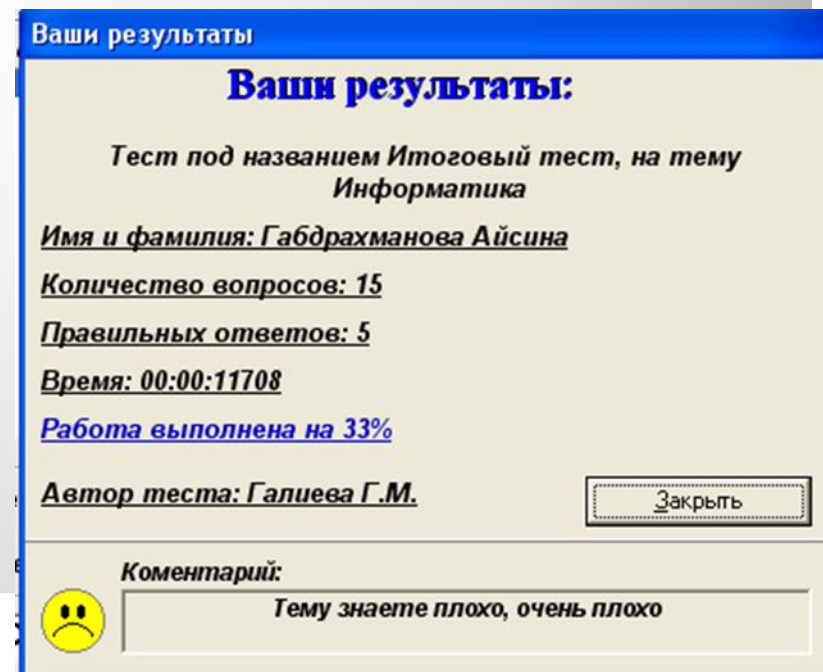 Ваши результаты
Ваши результаты:
Тест под названием Итоговый тест, на тему
Информатика
Имя и фамилия: Габдрахманова Айсина
Количество вопросов: 15
Правильных ответов: 5
Время: 00:00:11708
Работа выполнена на 33%
Автор теста: Галиева Г.М.
Закрыть
Коментарий:
Тему знаете плохо, очень плохо